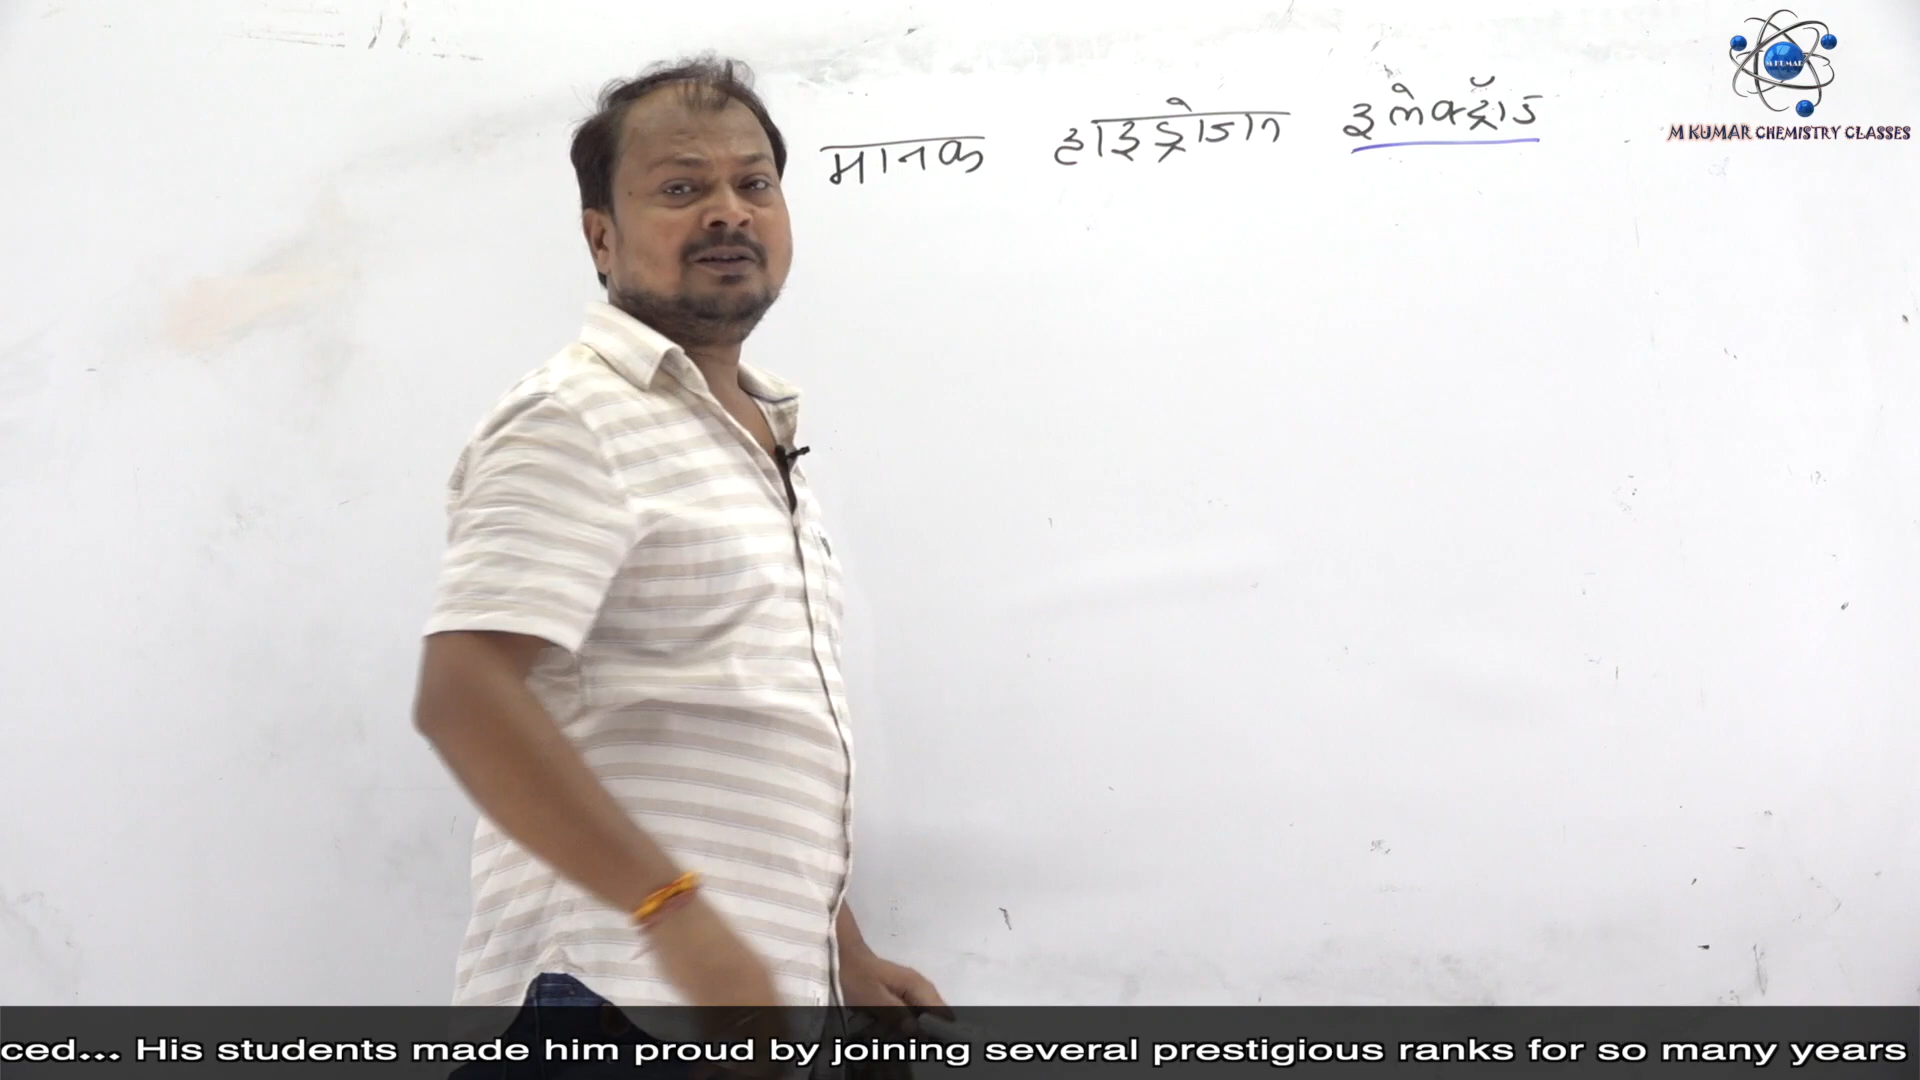 M KUMAR
M KUMAR CHEMISTRY CLASSES
मानक हाइड्रोजन इलेक्ट्रॉड
ced... His students made him proud by joining several prestigious ranks for so many years